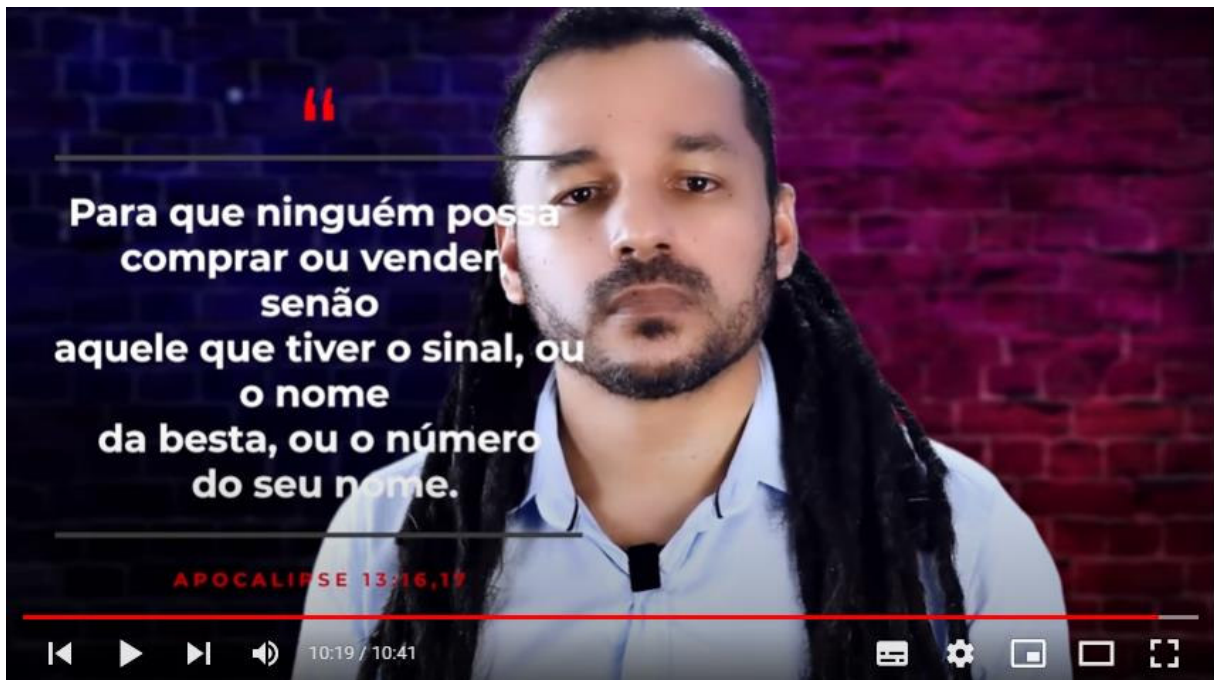 “
Para que ninguém possa
comprar ou vender,
senão
aquele que tiver o sinal, ou
o nome
da besta, ou o número
do seu nome.
APOCALIPSE 13:16,17
10:19 / 10:41